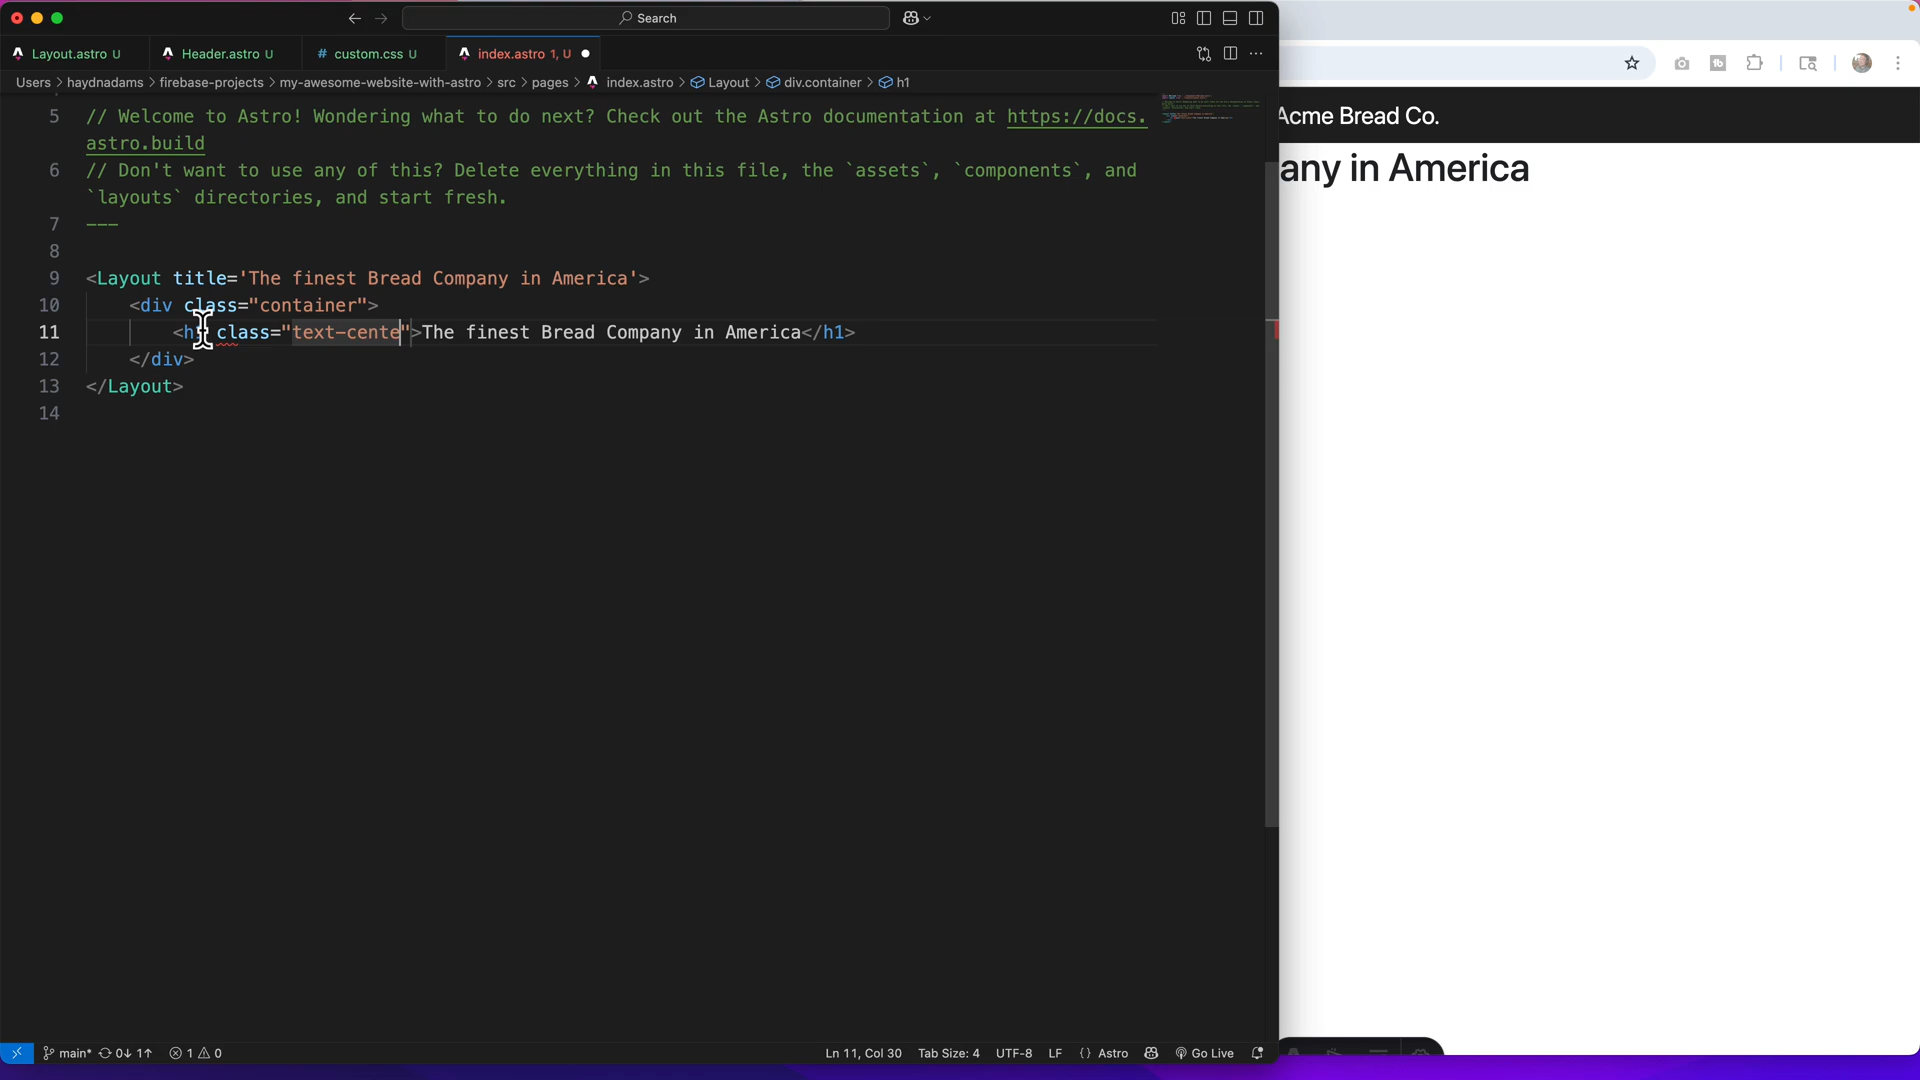 Search
Layout.astro U
Header.astro U
# custom.css U
index.astro 1, U
Users > haydnadams > firebase-projects > my-awesome-website-with-astro > src > pages > index.astro > Layout > div.container > h1
5 // Welcome to Astro! Wondering what to do next? Check out the Astro documentation at https://docs.
astro.build
6 // Don't want to use any of this? Delete everything in this file, the `assets`, `components`, and
`layouts` directories, and start fresh.
7 ---
8
9 <Layout title='The finest Bread Company in America'>
10 <div class="container">
11 <h1 class="text-cente">The finest Bread Company in America</h1>
12 </div>
13 </Layout>
14
main* 0↓ 1↑ 1 0
Ln 11, Col 30 Tab Size: 4 UTF-8 LF {} Astro Go Live
Acme Bread Co.
any in America